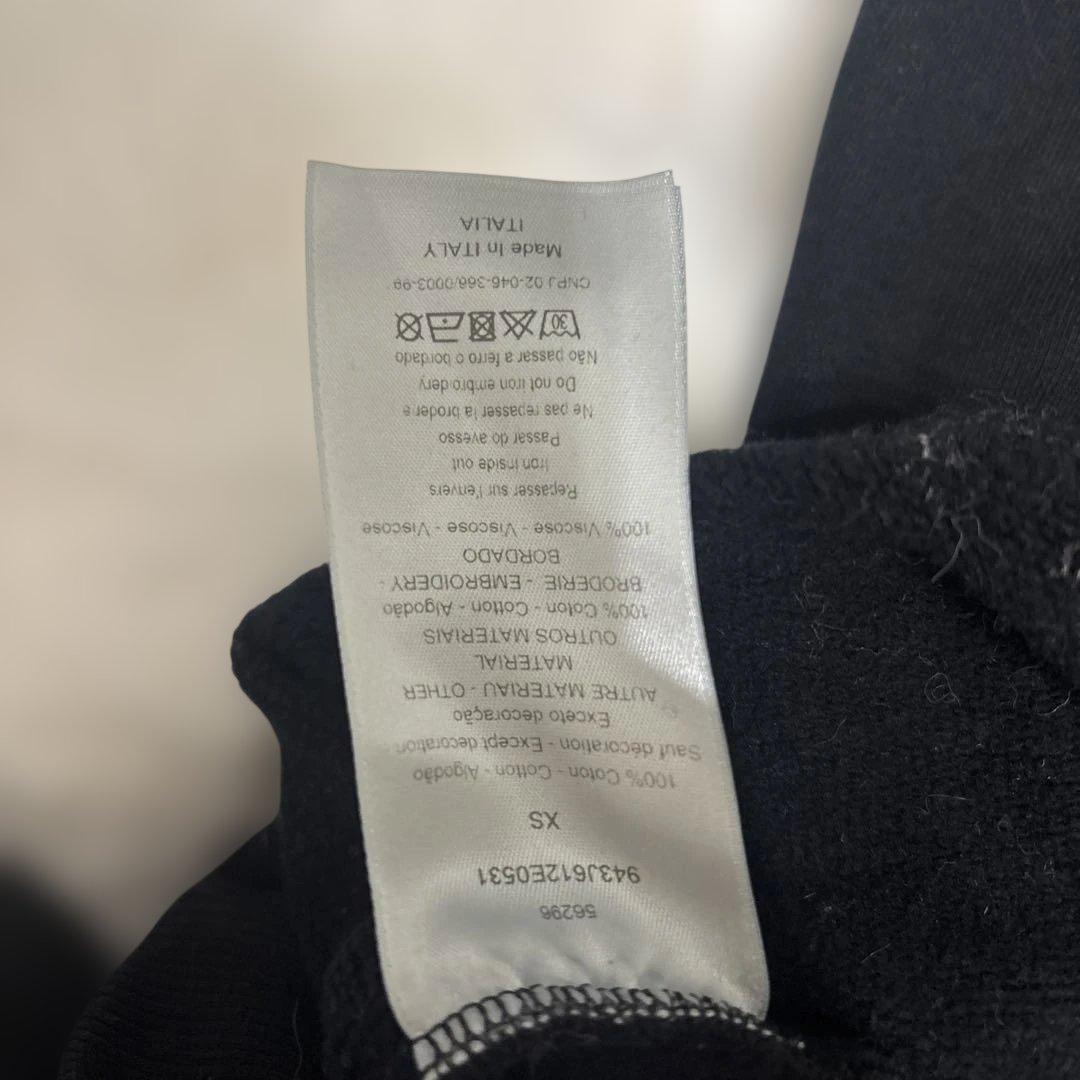 56296
943J612E0531
XS
100% Coton - Cotton - Algodão
Sauf décoration - Except decoration
Exceto decoração
AUTRE MATERIAU - OTHER
MATERIAL
OUTROS MATERIAIS
100% Coton - Cotton - Algodão
BRODERIE - EMBROIDERY -
BORDADO
100% Viscose - Viscose - Viscose
Repasser sur l'envers
Iron inside out
Passar do avesso
Ne pas repasser la broderie
Do not iron embroidery
Não passar a ferro o bordado
30
CNPJ 02-046-366/0003-99
Made In ITALY
ITALIA